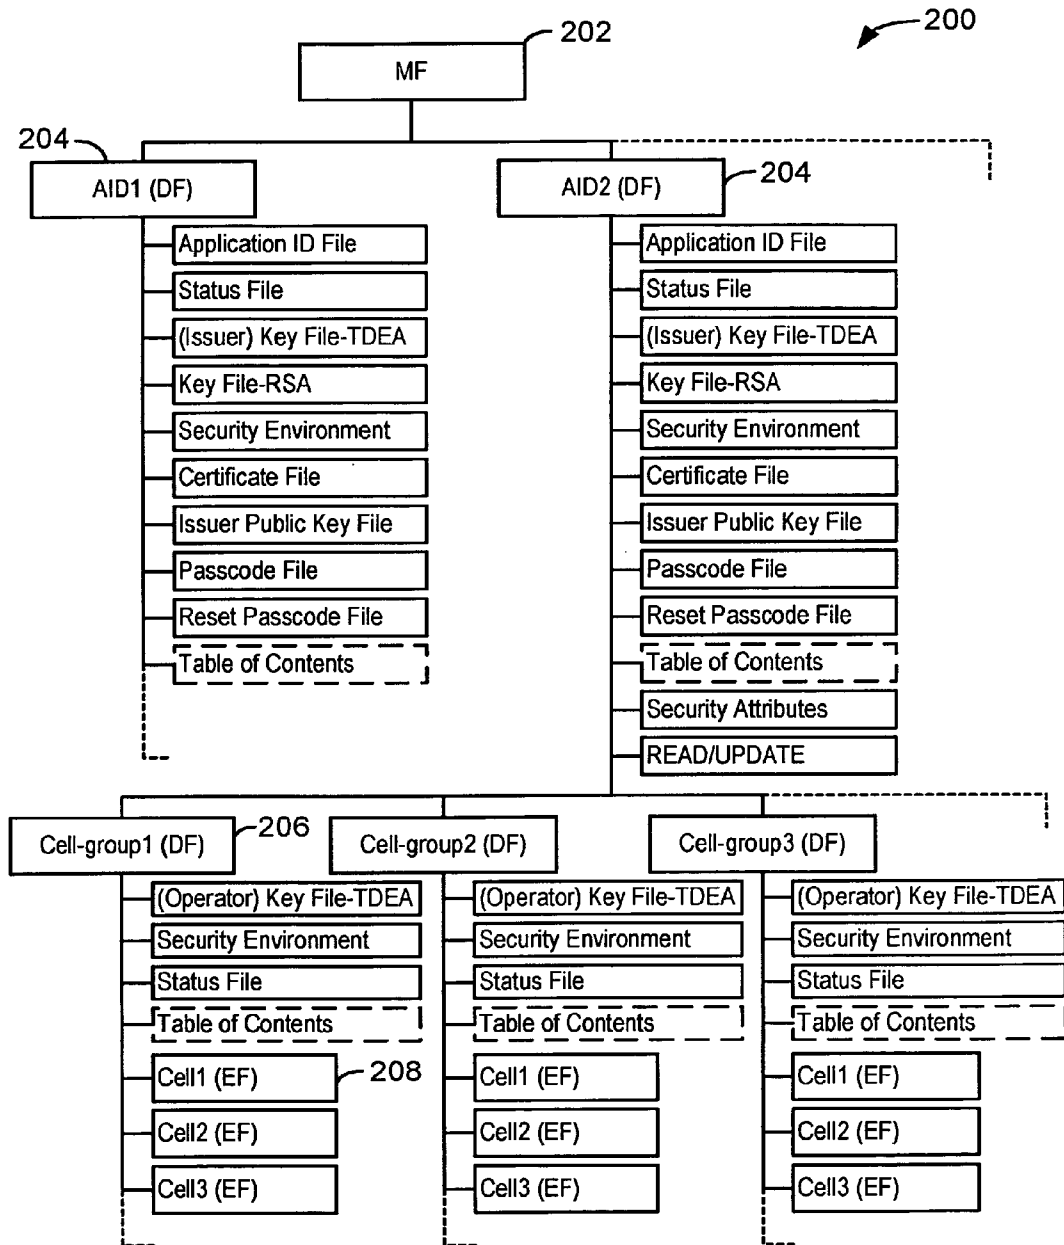 202
200
MF
204
AID1 (DF)
AID2 (DF)
204
Application ID File
Status File
(Issuer) Key File-TDEA
Key File-RSA
Security Environment
Certificate File
Issuer Public Key File
Passcode File
Reset Passcode File
Table of Contents
Application ID File
Status File
(Issuer) Key File-TDEA
Key File-RSA
Security Environment
Certificate File
Issuer Public Key File
Passcode File
Reset Passcode File
Table of Contents
Security Attributes
READ/UPDATE
Cell-group1 (DF)
206
Cell-group2 (DF)
Cell-group3 (DF)
(Operator) Key File-TDEA
Security Environment
Status File
Table of Contents
Cell1 (EF)
208
Cell2 (EF)
Cell3 (EF)
(Operator) Key File-TDEA
Security Environment
Status File
Table of Contents
Cell1 (EF)
Cell2 (EF)
Cell3 (EF)
(Operator) Key File-TDEA
Security Environment
Status File
Table of Contents
Cell1 (EF)
Cell2 (EF)
Cell3 (EF)